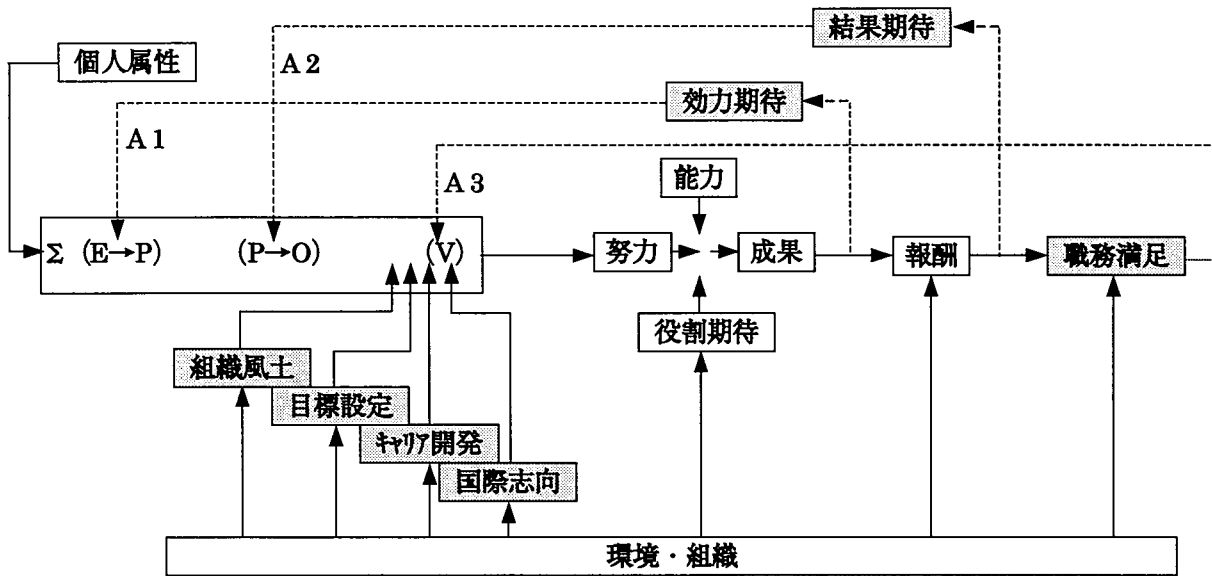 結果期待
個人属性
A2
効力期待
A1
能力
A3
Σ (E→P) (P→O) (V)
努力
成果
報酬
職務満足
役割期待
組織風土
目標設定
キャリア開発
国際志向
環境・組織